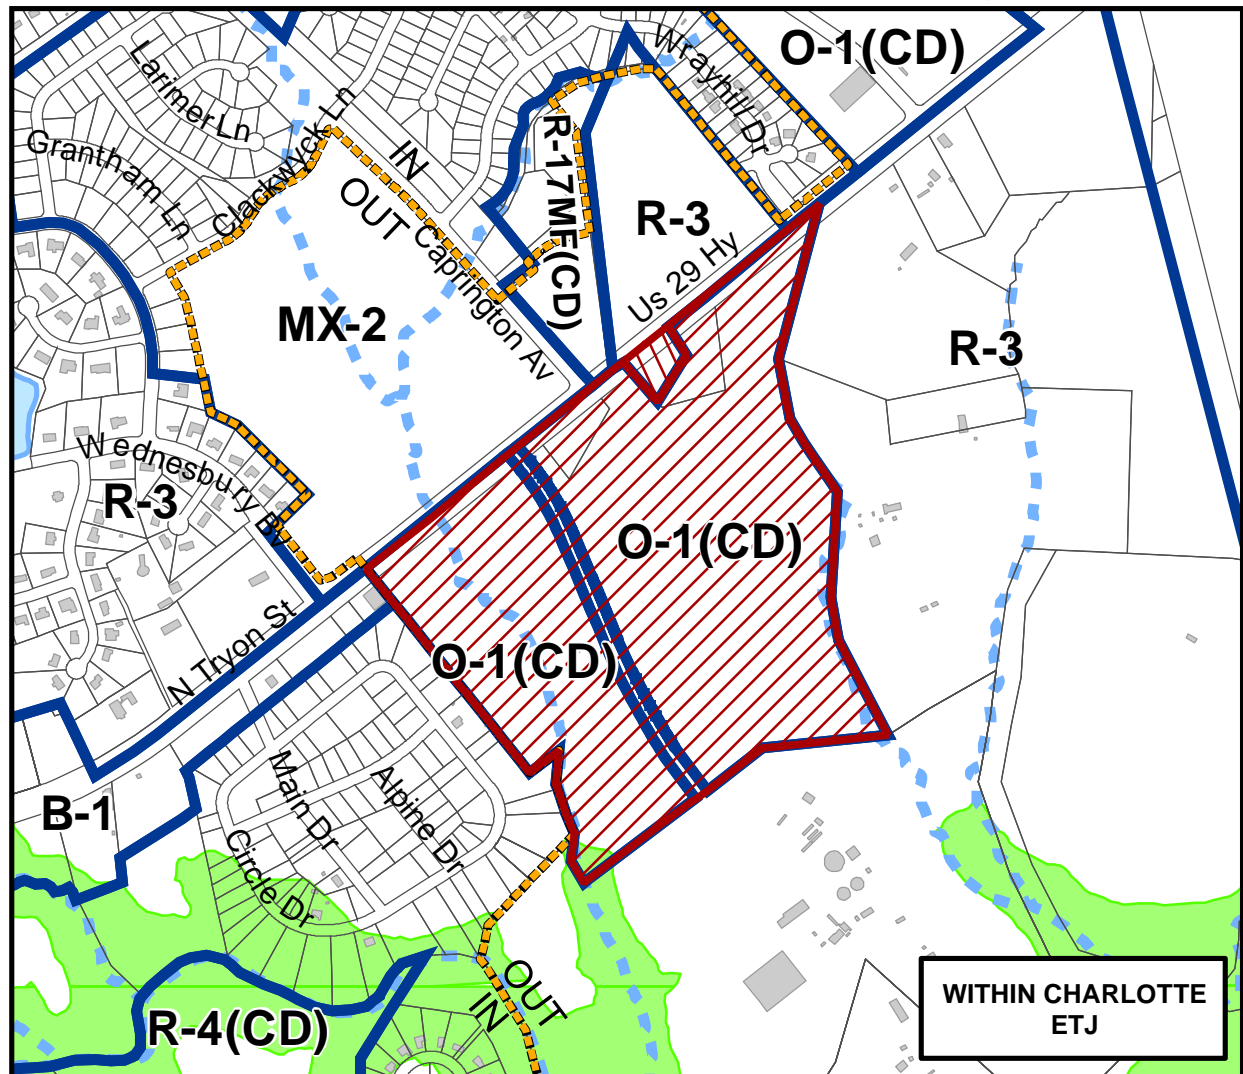 O-1(CD)
Larimer Ln
Wrayhill Dr
Clackwyck Ln
Grantham Ln
IN
OUT
R-17MF(CD)
R-3
Caprington Av
Us 29 Hy
MX-2
R-3
Wednesbury Bv
R-3
O-1(CD)
N Tryon St
O-1(CD)
Main Dr
Alpine Dr
B-1
Circle Dr
OUT
IN
R-4(CD)
WITHIN CHARLOTTE
ETJ